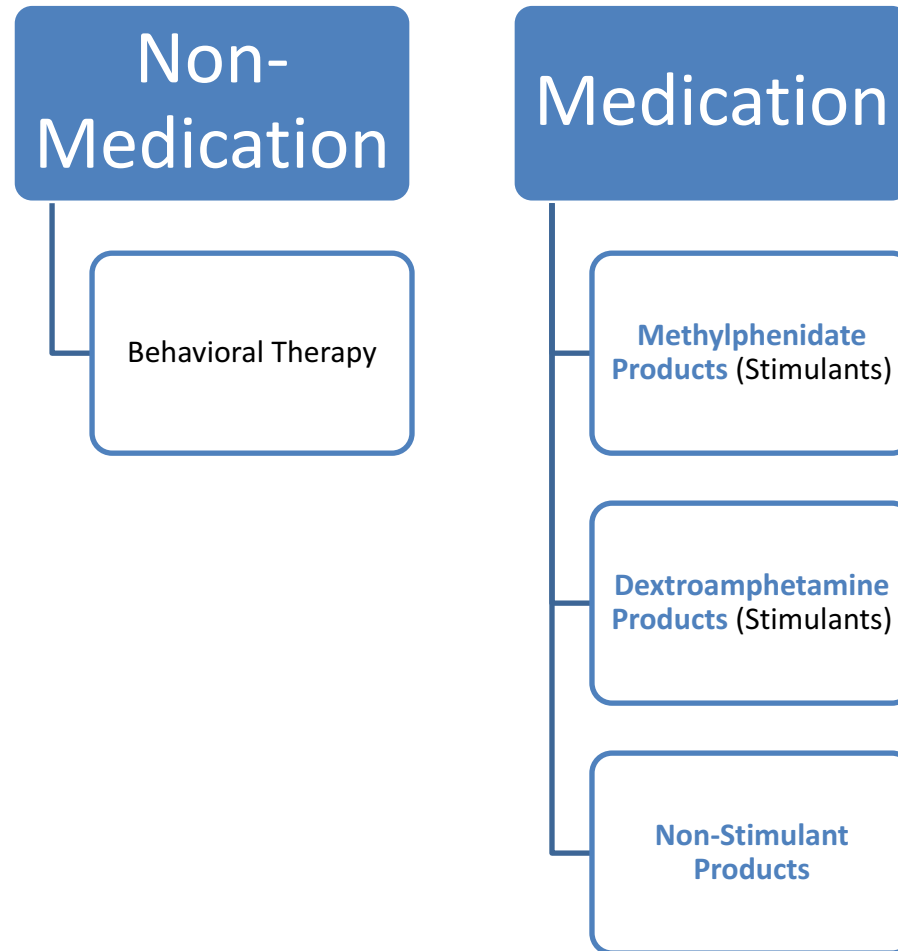 Non-
Medication
Behavioral Therapy
Medication
Methylphenidate
Products (Stimulants)
Dextroamphetamine
Products (Stimulants)
Non-Stimulant
Products